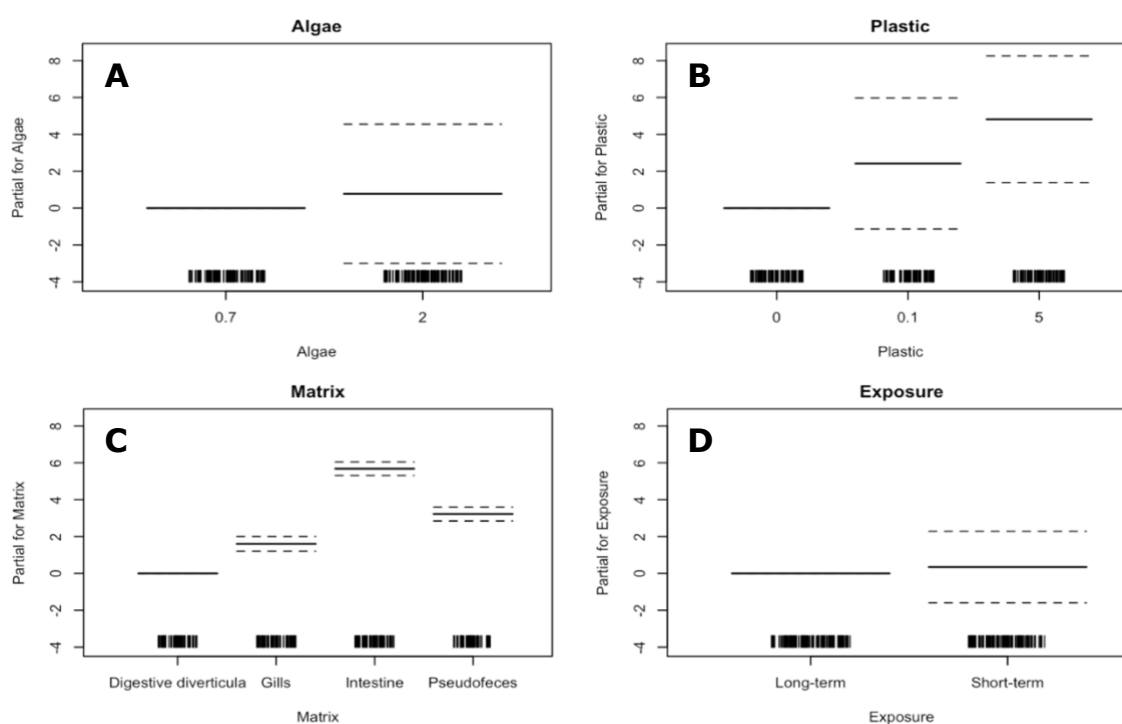 Algae
A
Partial for Algae
8
6
4
2
0
-2
-4
0.7 2
Algae
Plastic
B
Partial for Plastic
8
6
4
2
0
-2
-4
0 0.1 5
Plastic
Matrix
C
Partial for Matrix
8
6
4
2
0
-2
-4
Digestive diverticula Gills Intestine Pseudofeces
Matrix
Exposure
D
Partial for Exposure
8
6
4
2
0
-2
-4
Long-term Short-term
Exposure